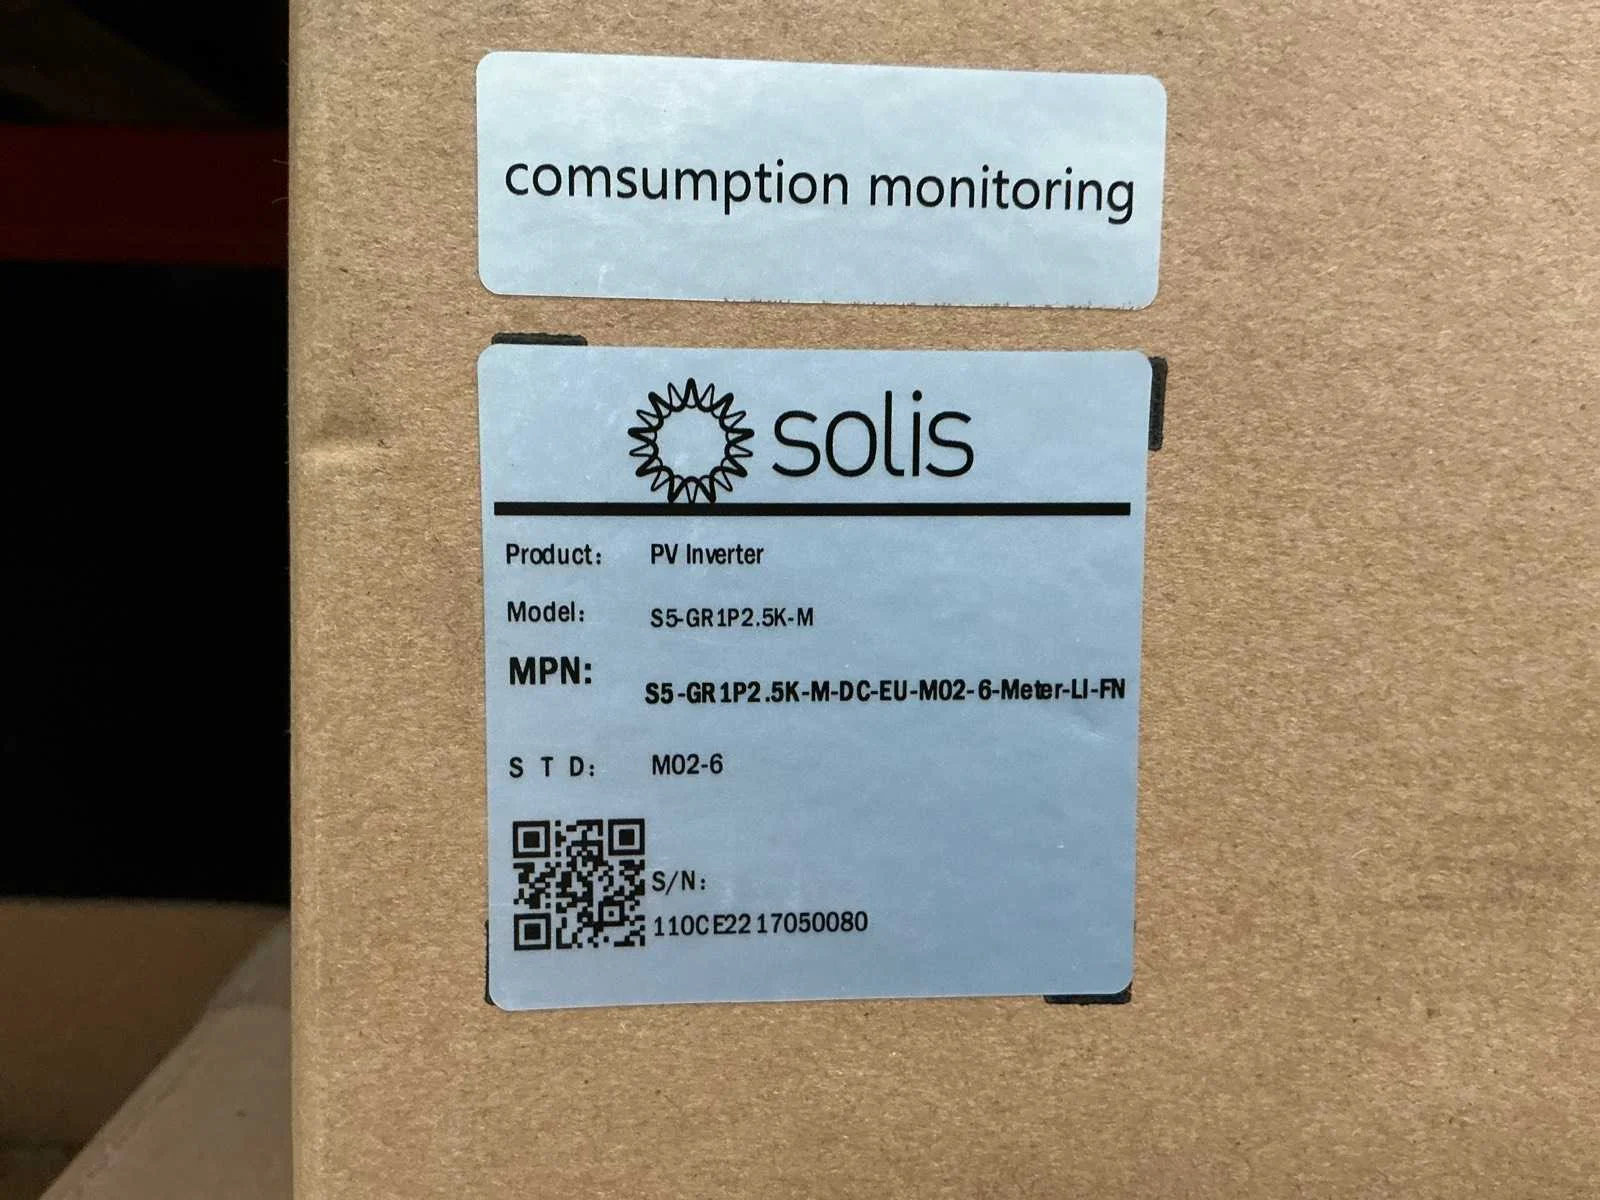 comsumption monitoring
solis
Product: PV Inverter
Model: S5-GR1P2.5K-M
MPN: S5-GR1P2.5K-M-DC-EU-M02-6-Meter-LI-FN
S T D: M02-6
S/N:
110CE2217050080